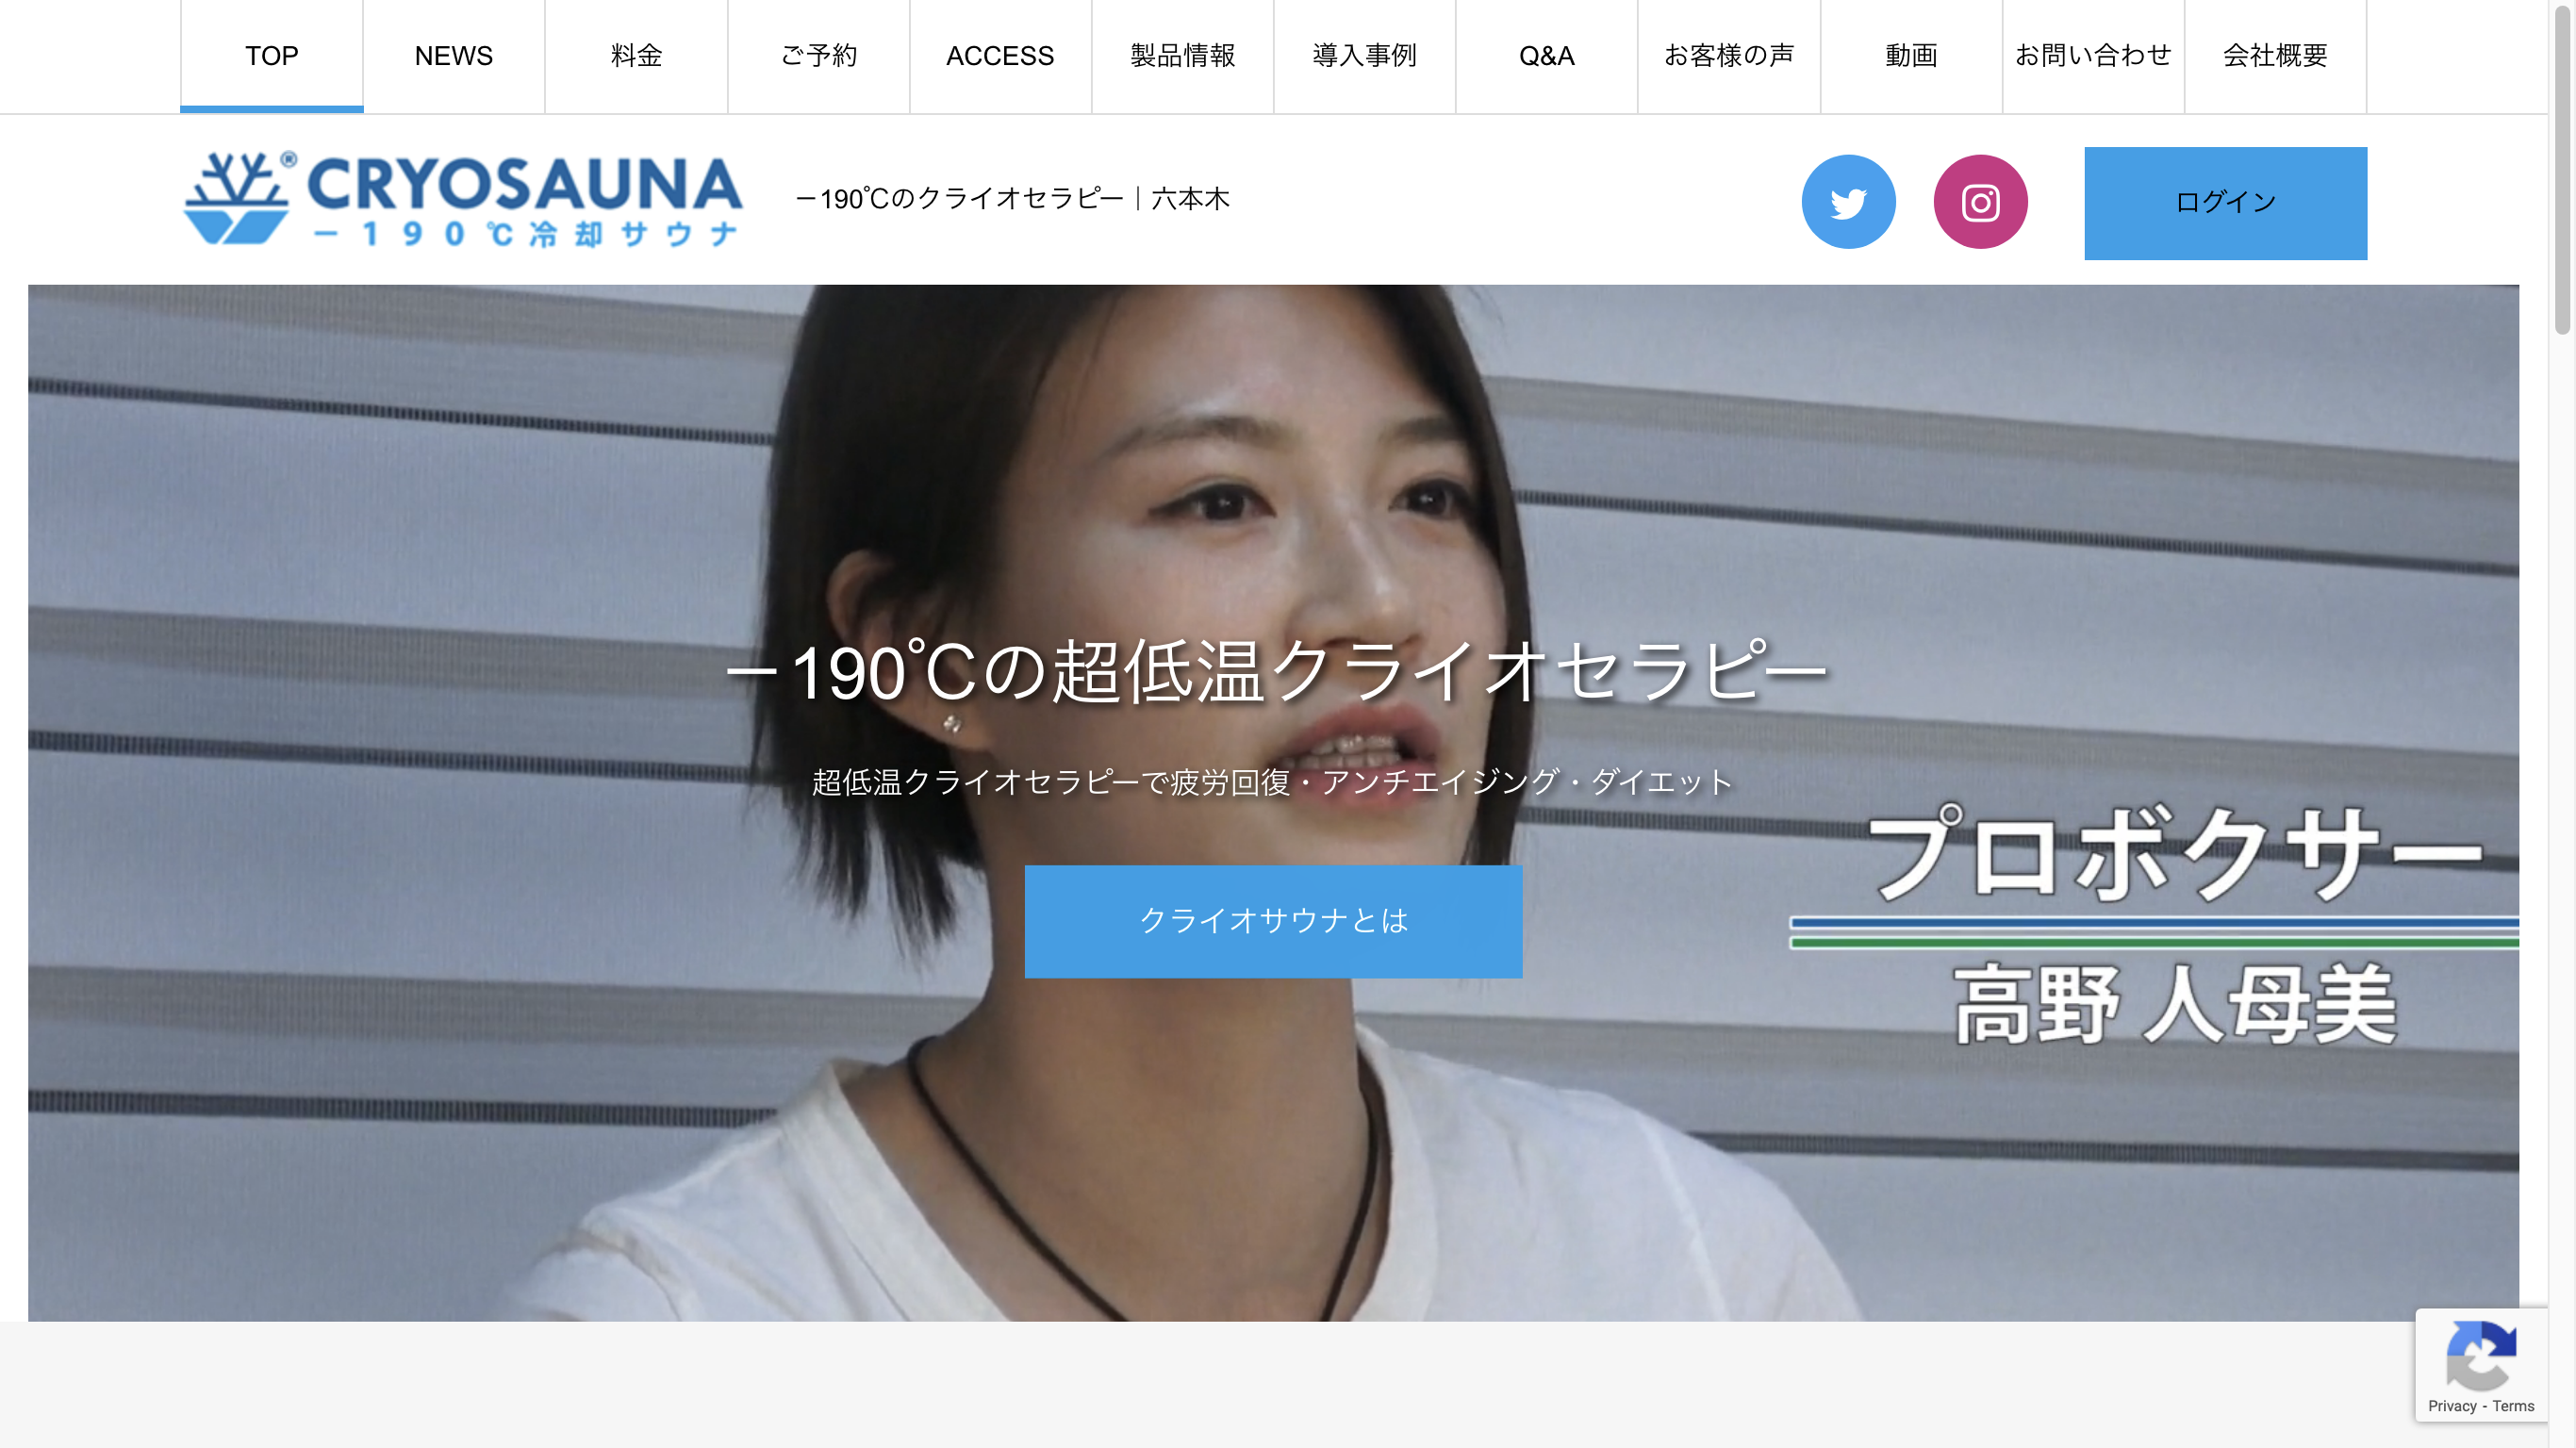 TOP
NEWS
料金
ご予約
ACCESS
製品情報
導入事例
Q&A
お客様の声
動画
お問い合わせ
会社概要
® CRYOSAUNA
－190℃冷却サウナ
－190℃のクライオセラピー｜六本木
ログイン
－190℃の超低温クライオセラピー
超低温クライオセラピーで疲労回復・アンチエイジング・ダイエット
クライオサウナとは
プロボクサー
高野 人母美
Privacy - Terms